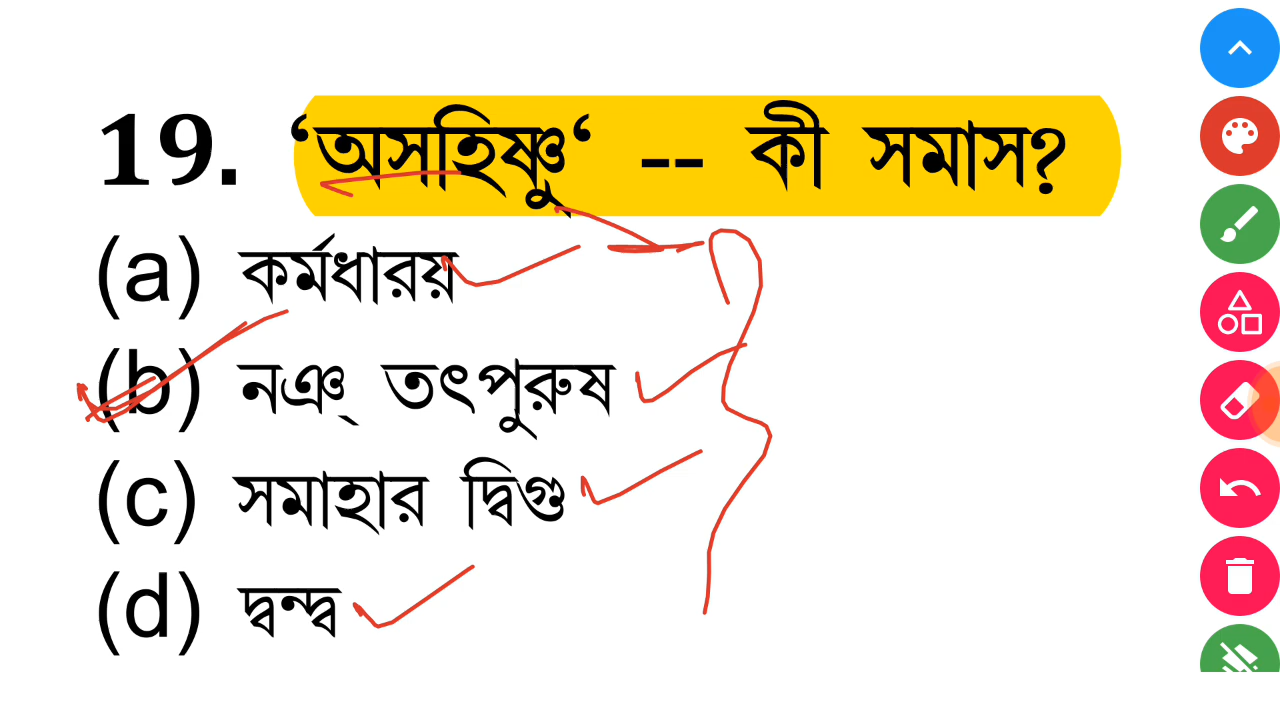 19. ‘অসহিষ্ণু‘ -- কী সমাস?
(a) কর্মধারয়
(b) নঞ্ তৎপুরুষ
(c) সমাহার দ্বিগু
(d) দ্বন্দ্ব